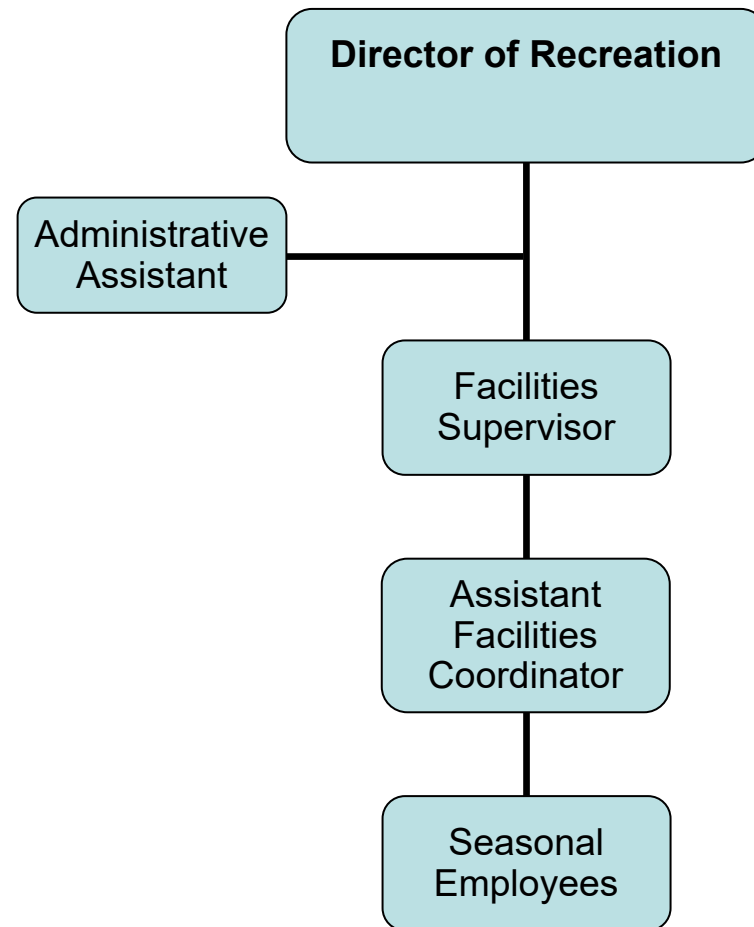 Director of Recreation
Administrative
Assistant
Facilities
Supervisor
Assistant
Facilities
Coordinator
Seasonal
Employees